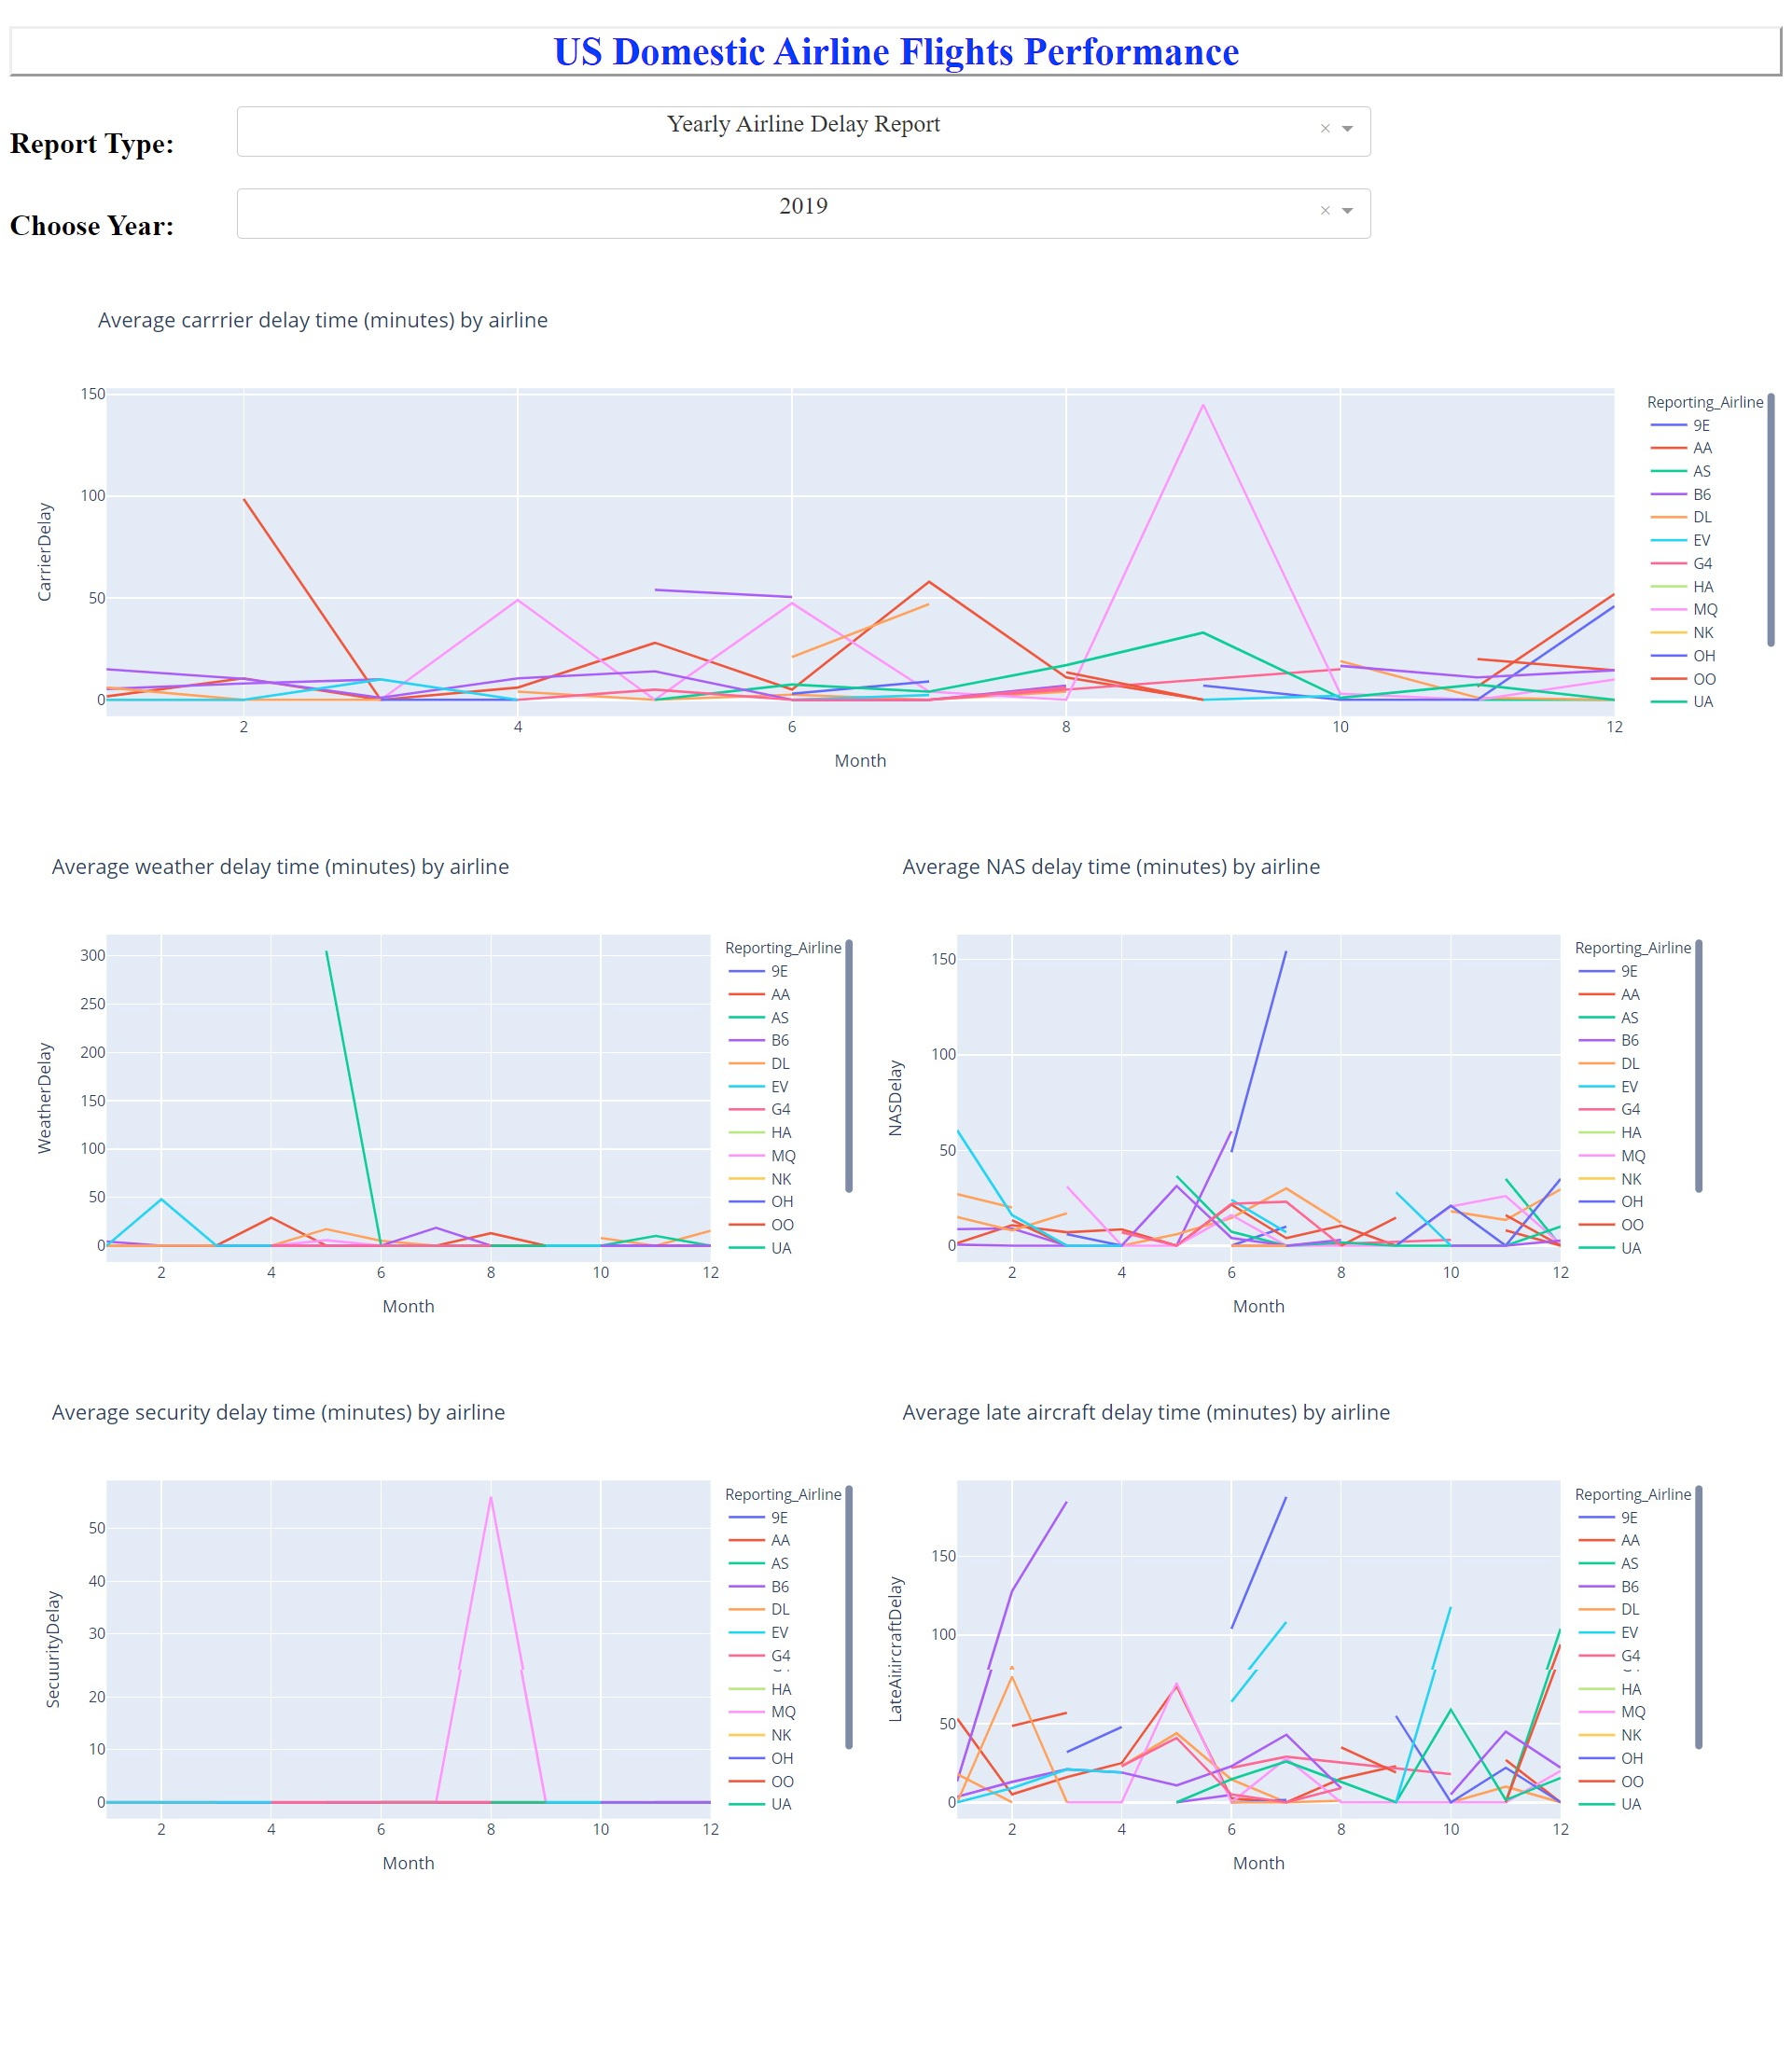 US Domestic Airline Flights Performance
Report Type:
Yearly Airline Delay Report
Choose Year:
2019
Average carrrier delay time (minutes) by airline
150
100
50
0
CarrierDelay
2 4 6 8 10 12
Month
Reporting_Airline
9E
AA
AS
B6
DL
EV
G4
HA
MQ
NK
OH
OO
UA
Average weather delay time (minutes) by airline
300
250
200
150
100
50
0
WeatherDelay
2 4 6 8 10 12
Month
Reporting_Airline
9E
AA
AS
B6
DL
EV
G4
HA
MQ
NK
OH
OO
UA
Average NAS delay time (minutes) by airline
150
100
50
0
NASDelay
2 4 6 8 10 12
Month
Reporting_Airline
9E
AA
AS
B6
DL
EV
G4
HA
MQ
NK
OH
OO
UA
Average security delay time (minutes) by airline
50
40
30
20
10
0
SecuurityDelay
2 4 6 8 10 12
Month
Reporting_Airline
9E
AA
AS
B6
DL
EV
G4
HA
MQ
NK
OH
OO
UA
Average late aircraft delay time (minutes) by airline
150
100
50
0
2 4 6 8 10 12
Month
Reporting_Airline
9E
AA
AS
B6
DL
EV
G4
HA
MQ
NK
OH
OO
UA